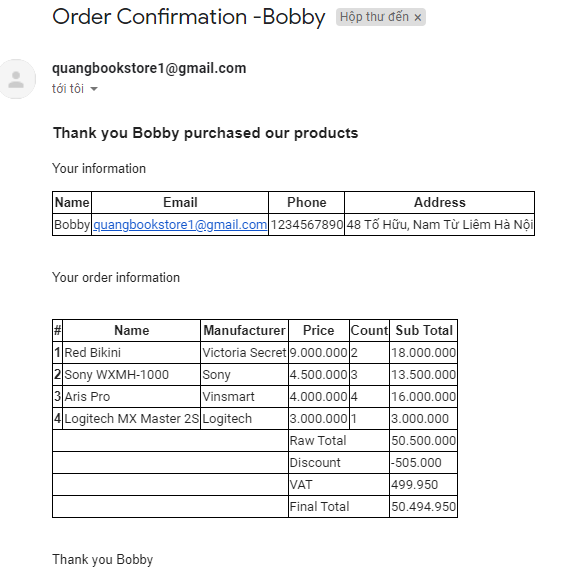 Order Confirmation -Bobby Hộp thư đến ×
quangbookstore1@gmail.com
tới tôi
Thank you Bobby purchased our products
Your information
Name Email Phone Address
Bobby quangbookstore1@gmail.com 1234567890 48 Tố Hữu, Nam Từ Liêm Hà Nội
Your order information
# Name Manufacturer Price Count Sub Total
1 Red Bikini Victoria Secret 9.000.000 2 18.000.000
2 Sony WXMH-1000 Sony 4.500.000 3 13.500.000
3 Aris Pro Vinsmart 4.000.000 4 16.000.000
4 Logitech MX Master 2S Logitech 3.000.000 1 3.000.000
Raw Total 50.500.000
Discount -505.000
VAT 499.950
Final Total 50.494.950
Thank you Bobby